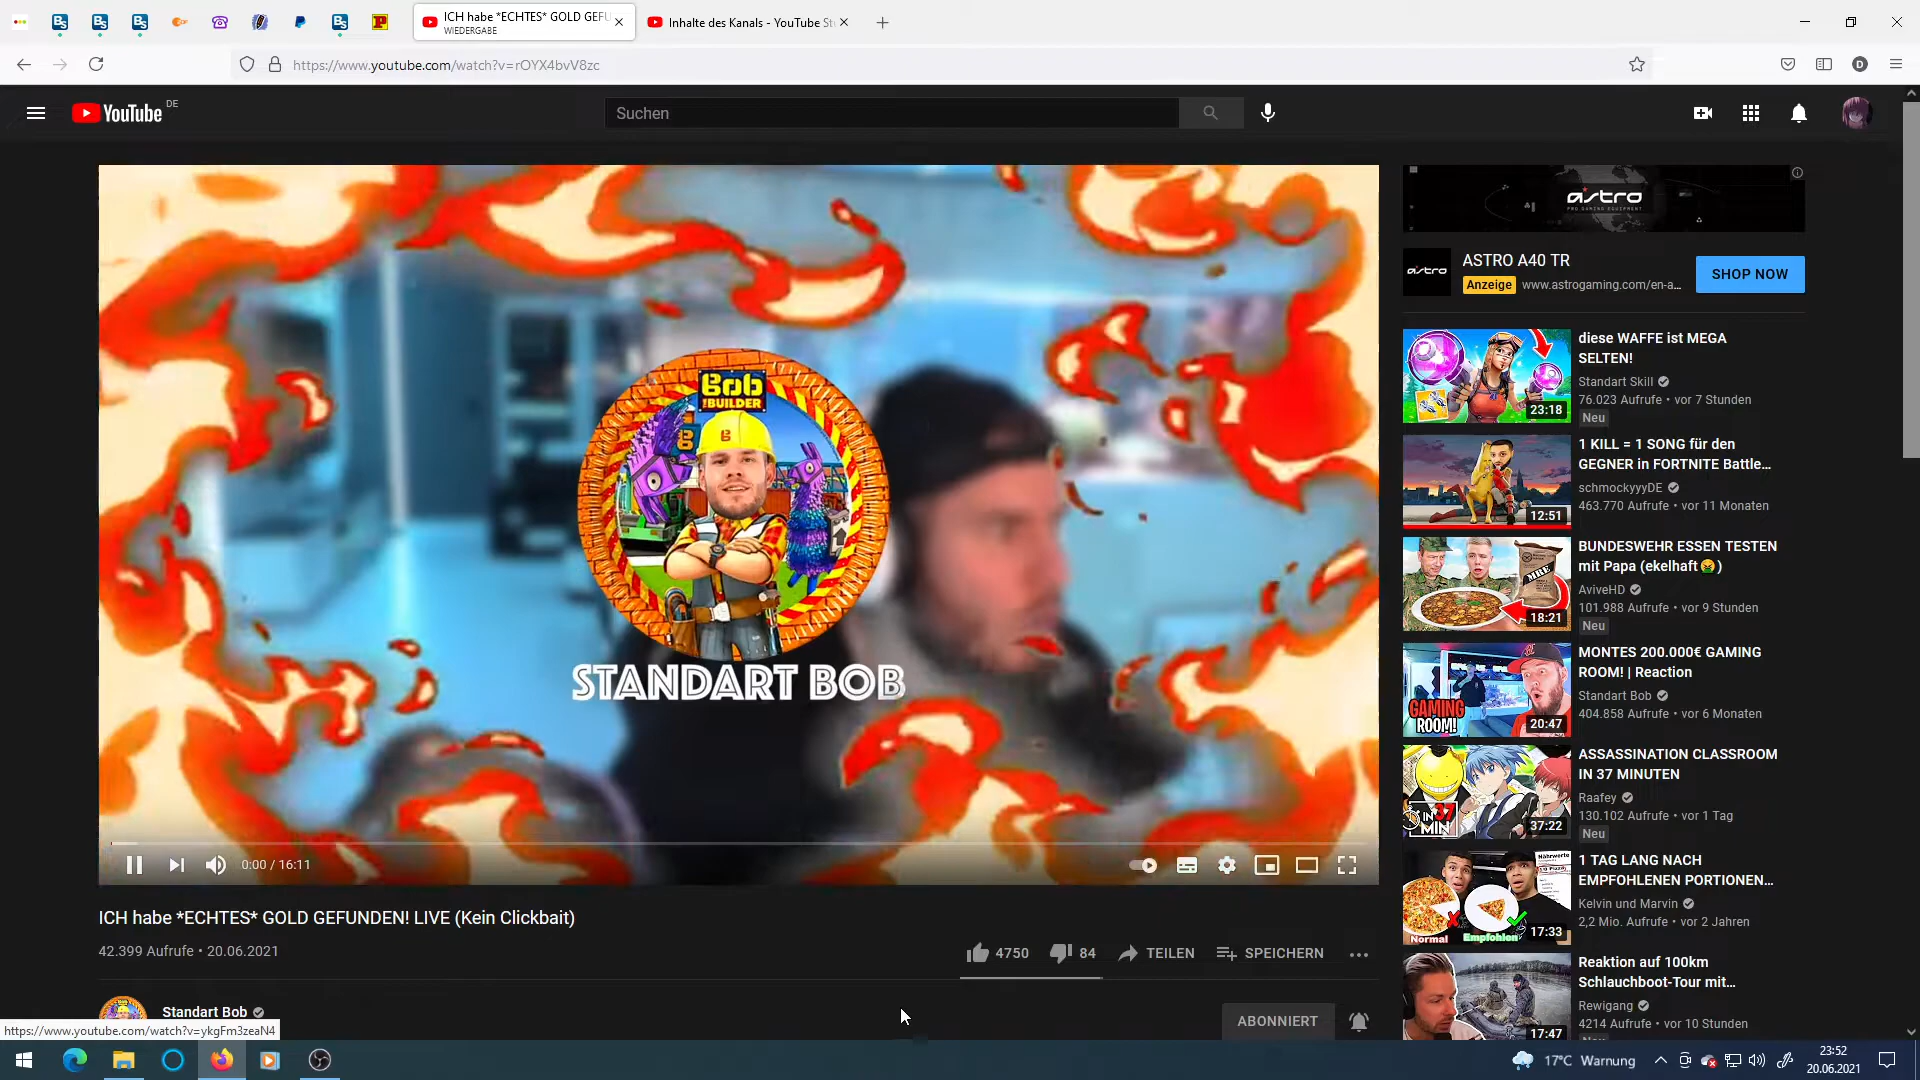 ICH habe *ECHTES* GOLD GEFU
WIEDERGABE
Inhalte des Kanals - YouTube St
https://www.youtube.com/watch?v=rOYX4bvV8zc
D
YouTube DE
Suchen
Bob
THE BUILDER
STANDART BOB
0:00 / 16:11
ICH habe *ECHTES* GOLD GEFUNDEN! LIVE (Kein Clickbait)
42.399 Aufrufe • 20.06.2021
4750
84
TEILEN
SPEICHERN
Standart Bob
ABONNIERT
https://www.youtube.com/watch?v=ykgFm3zeaN4
astro
PRO GAMING EQUIPMENT
astro
ASTRO A40 TR
Anzeige www.astrogaming.com/en-a...
SHOP NOW
23:18
diese WAFFE ist MEGA
SELTEN!
Standart Skill
76.023 Aufrufe • vor 7 Stunden
Neu
12:51
1 KILL = 1 SONG für den
GEGNER in FORTNITE Battle...
schmockyyyDE
463.770 Aufrufe • vor 11 Monaten
MRE
18:21
BUNDESWEHR ESSEN TESTEN
mit Papa (ekelhaft🤮)
AviveHD
101.988 Aufrufe • vor 9 Stunden
Neu
GAMING
ROOM!
20:47
MONTES 200.000€ GAMING
ROOM! | Reaction
Standart Bob
404.858 Aufrufe • vor 6 Monaten
IN 37
MIN
37:22
ASSASSINATION CLASSROOM
IN 37 MINUTEN
Raafey
130.102 Aufrufe • vor 1 Tag
Neu
Nährwerte
Normal
Empfohlen
17:33
1 TAG LANG NACH
EMPFOHLENEN PORTIONEN...
Kelvin und Marvin
2,2 Mio. Aufrufe • vor 2 Jahren
17:47
Reaktion auf 100km
Schlauchboot-Tour mit...
Rewigang
4214 Aufrufe • vor 10 Stunden
17°C Warnung
23:52
20.06.2021